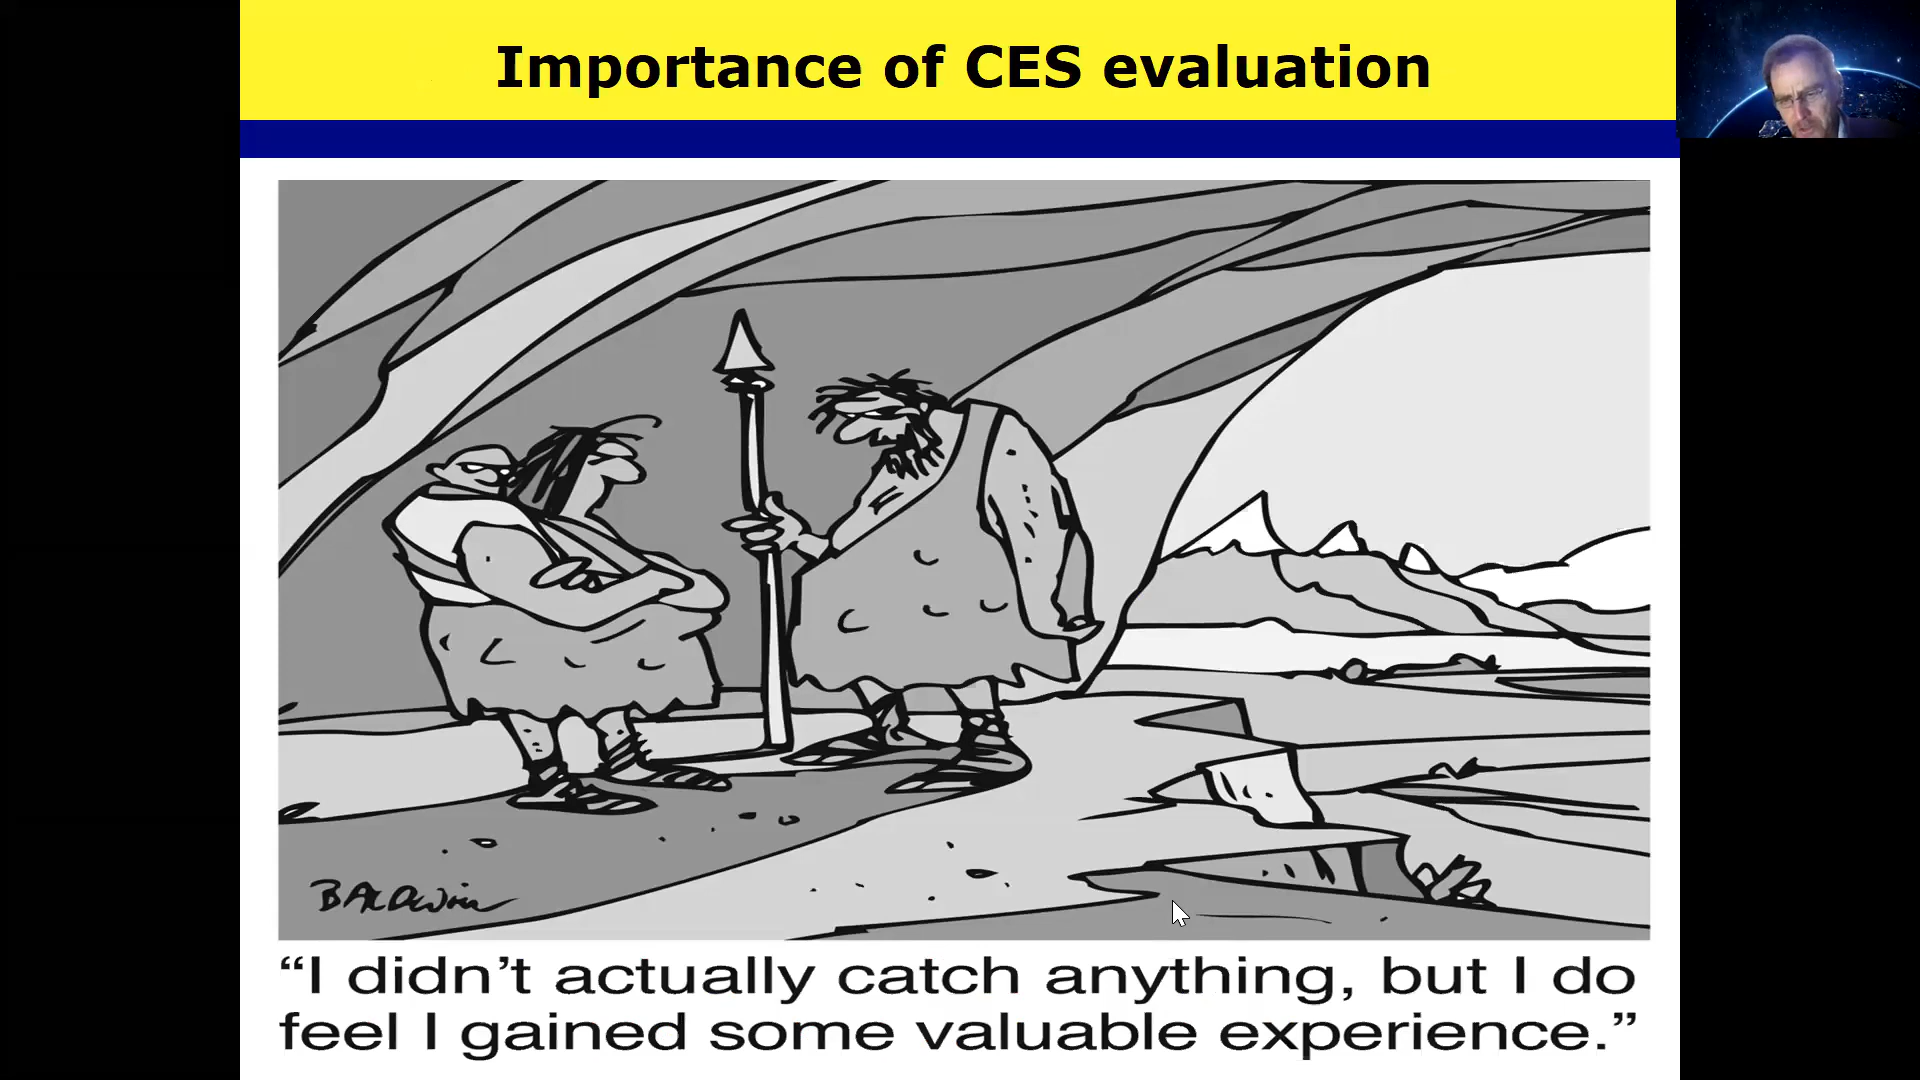 Importance of CES evaluation
BALDWIN
“I didn’t actually catch anything, but I do
feel I gained some valuable experience.”